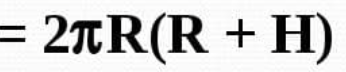 = 2πR(R + H)